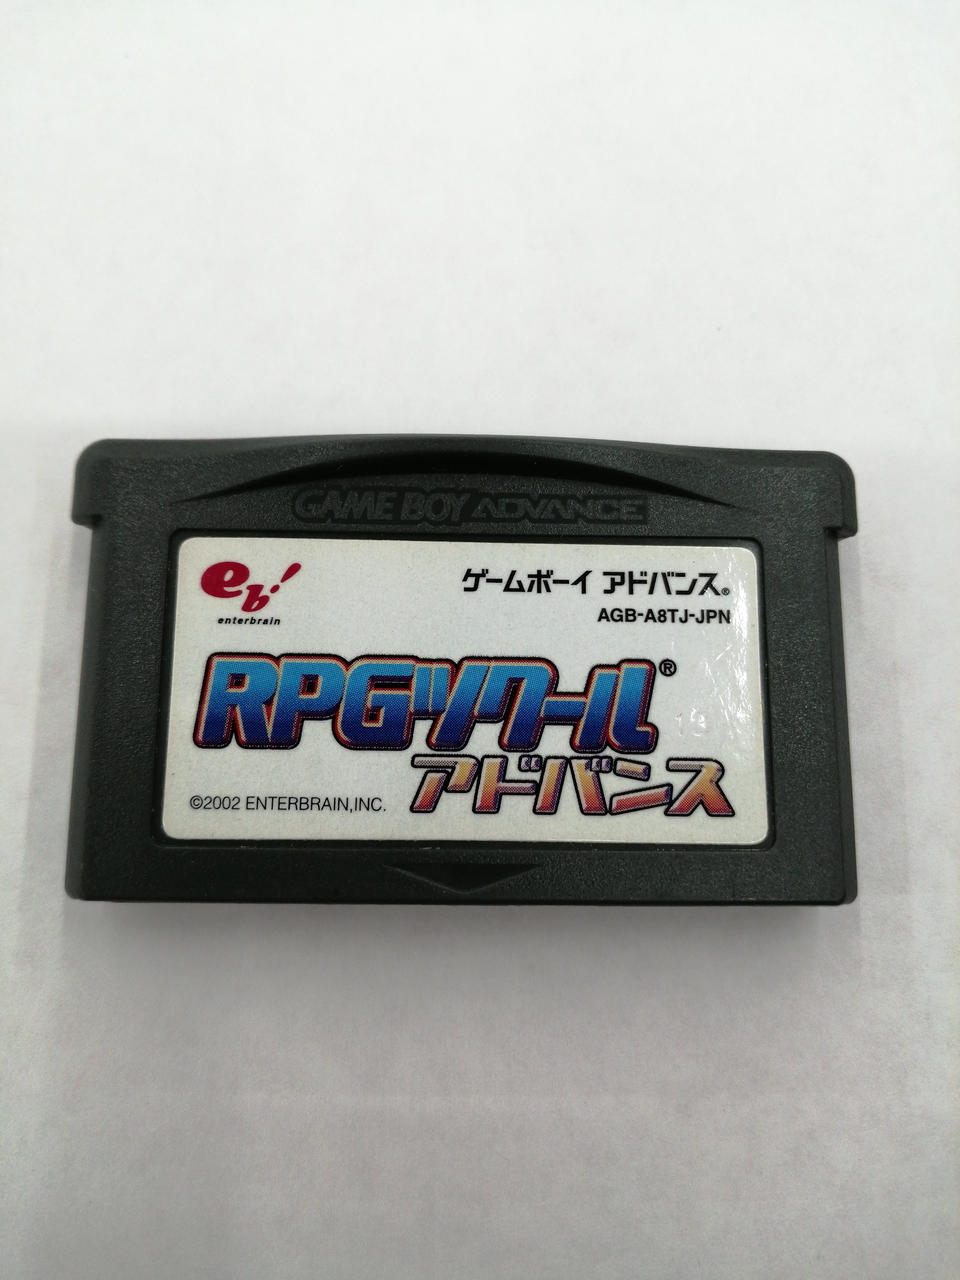 GAME BOY ADVANCE
eb!
enterbrain
ゲームボーイ アドバンス®
AGB-A8TJ-JPN
RPGツクール®
アドバンス
19
©2002 ENTERBRAIN,INC.